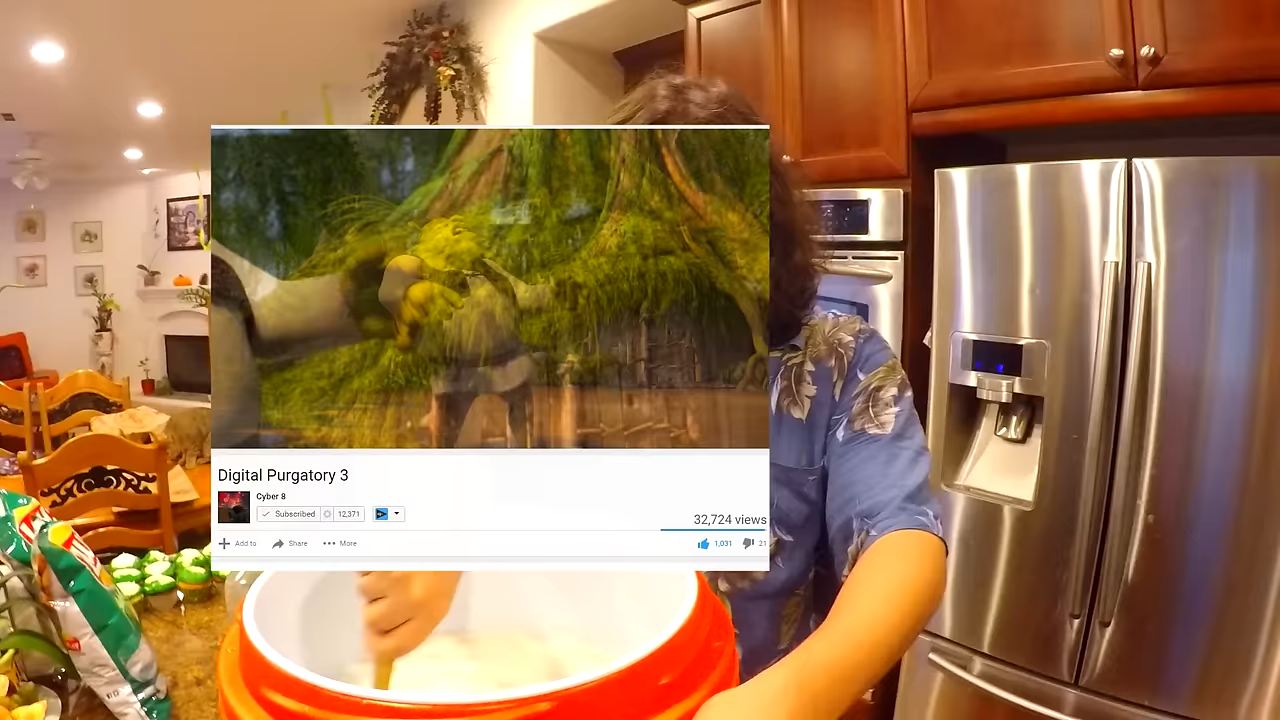 Digital Purgatory 3
Cyber 8
Subscribed 12,371
32,724 views
Add to Share More 1,031 21